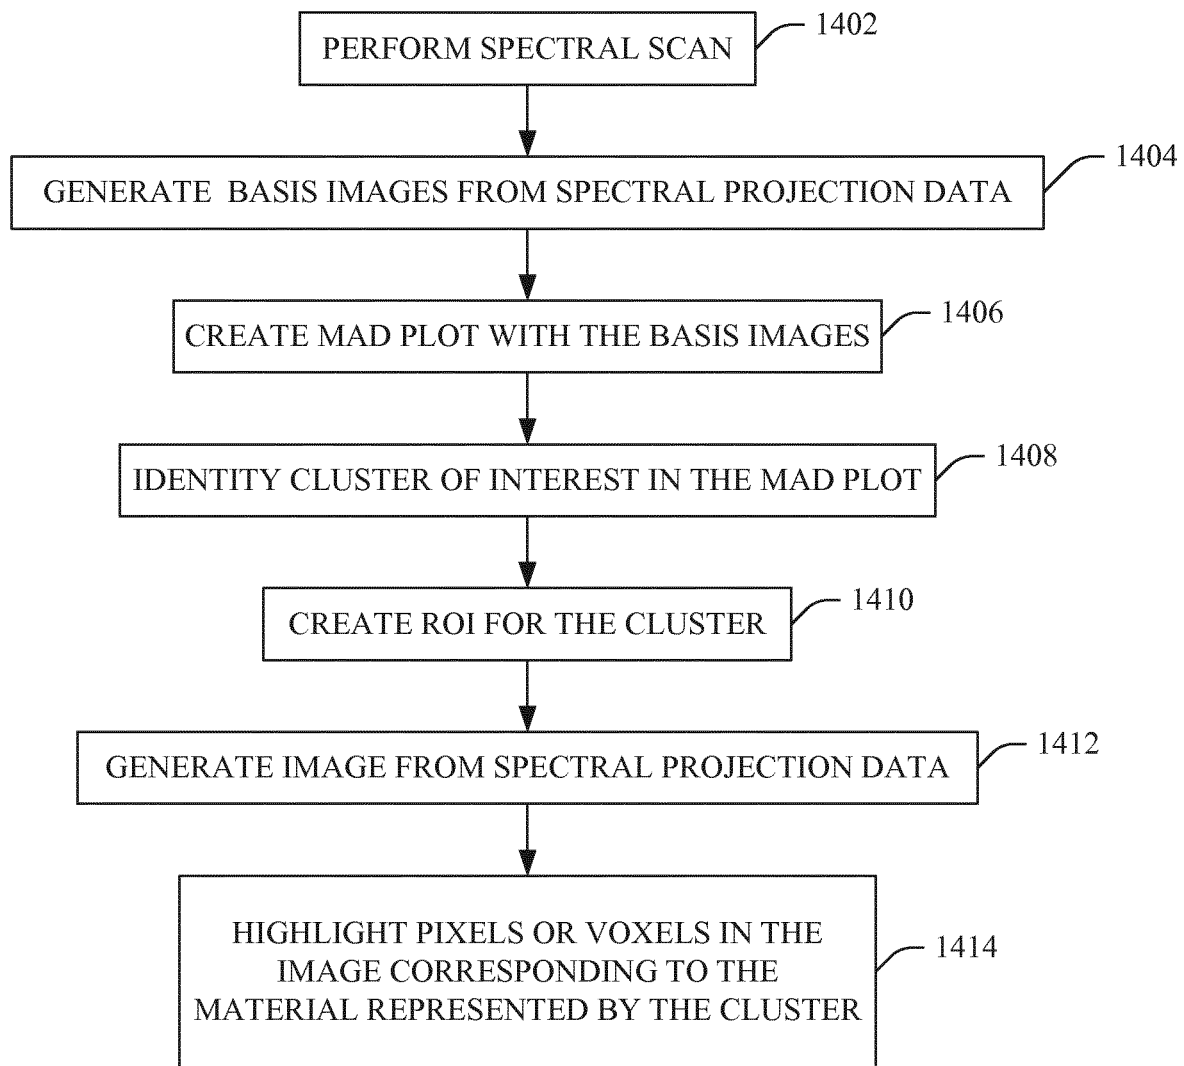 PERFORM SPECTRAL SCAN
1402
GENERATE BASIS IMAGES FROM SPECTRAL PROJECTION DATA
1404
CREATE MAD PLOT WITH THE BASIS IMAGES
1406
IDENTITY CLUSTER OF INTEREST IN THE MAD PLOT
1408
CREATE ROI FOR THE CLUSTER
1410
GENERATE IMAGE FROM SPECTRAL PROJECTION DATA
1412
HIGHLIGHT PIXELS OR VOXELS IN THE
IMAGE CORRESPONDING TO THE
MATERIAL REPRESENTED BY THE CLUSTER
1414